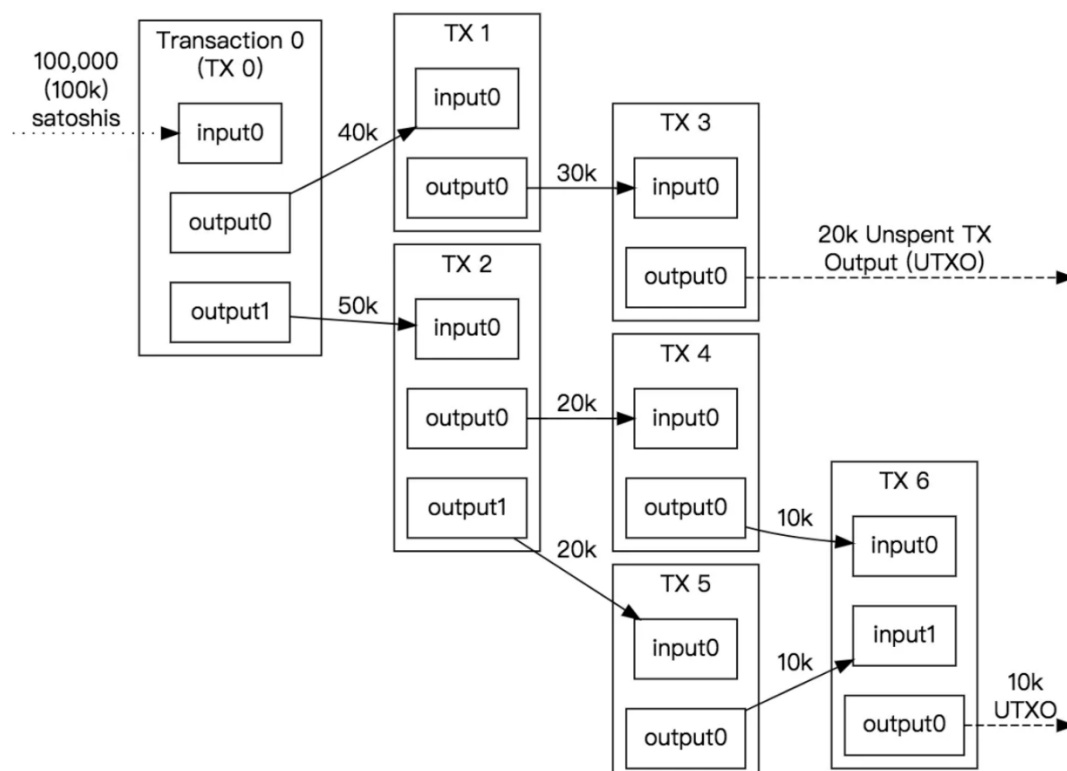 100,000
(100k)
satoshis
Transaction 0
(TX 0)
input0
output0
output1
40k
50k
TX 1
input0
output0
30k
TX 2
input0
output0
output1
20k
20k
TX 3
input0
output0
20k Unspent TX
Output (UTXO)
TX 4
input0
output0
10k
TX 5
input0
output0
10k
TX 6
input0
input1
output0
10k
UTXO